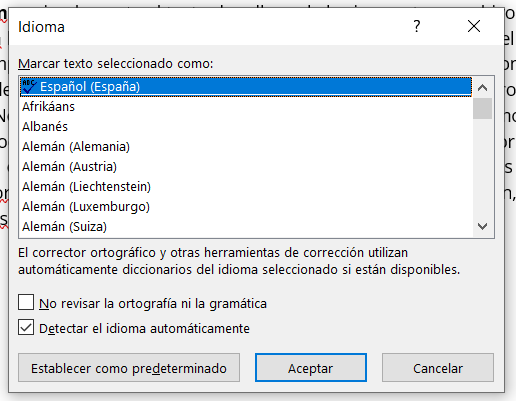 Idioma
Marcar texto seleccionado como:
Español (España)
Afrikáans
Albanés
Alemán (Alemania)
Alemán (Austria)
Alemán (Liechtenstein)
Alemán (Luxemburgo)
Alemán (Suiza)
El corrector ortográfico y otras herramientas de corrección utilizan
automáticamente diccionarios del idioma seleccionado si están disponibles.
No revisar la ortografía ni la gramática
Detectar el idioma automáticamente
Establecer como predeterminado Aceptar Cancelar